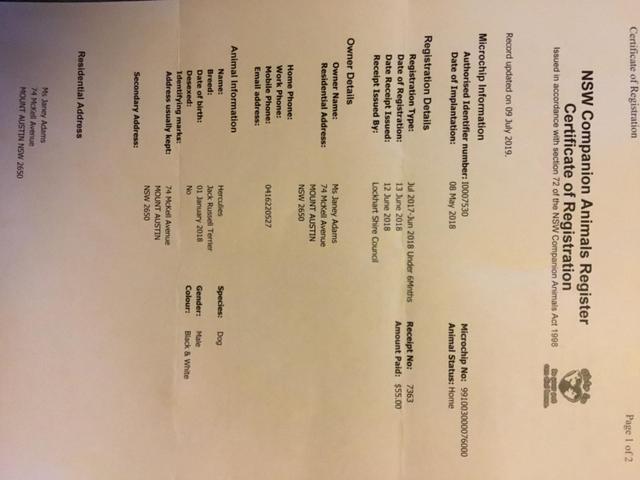 Certificate of Registration Page 1 of 2
NSW Companion Animals Register
Certificate of Registration
Issued in accordance with section 72 of the NSW Companion Animals Act 1998
Record updated on 09 July 2019.
Microchip Information
Authorised Identifier number: I0007530 Microchip No: 991003000076000
Date of Implantation: 08 May 2018 Animal Status: Home
Registration Details
Registration Type: Jul 2017-Jun 2018 Under 6Mnths Receipt No: 7363
Date of Registration: 13 June 2018 Amount Paid: $55.00
Date Receipt Issued: 12 June 2018
Receipt Issued By: Lockhart Shire Council
Owner Details
Owner Name: Ms Janey Adams
Residential Address: 74 McKell Avenue
MOUNT AUSTIN
NSW 2650
Home Phone:
Work Phone:
Mobile Phone: 0416220527
Email address:
Animal Information
Name: Herculies Species: Dog
Breed: Jack Russell Terrier
Date of birth: 01 January 2018 Gender: Male
Desexed: No Colour: Black & White
Identifying marks:
Address usually kept: 74 McKell Avenue
MOUNT AUSTIN
NSW 2650
Secondary Address:
Residential Address
Ms Janey Adams
74 McKell Avenue
MOUNT AUSTIN NSW 2650